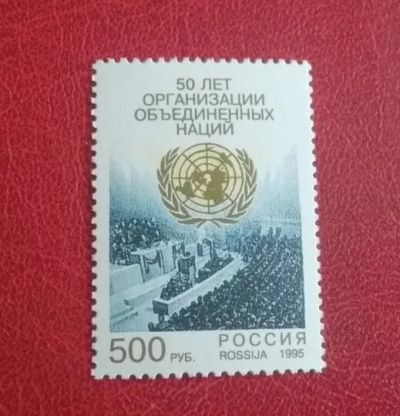 50 ЛЕТ
ОРГАНИЗАЦИИ
ОБЪЕДИНЕННЫХ
НАЦИЙ
500 РУБ.
РОССИЯ
ROSSIJA 1995